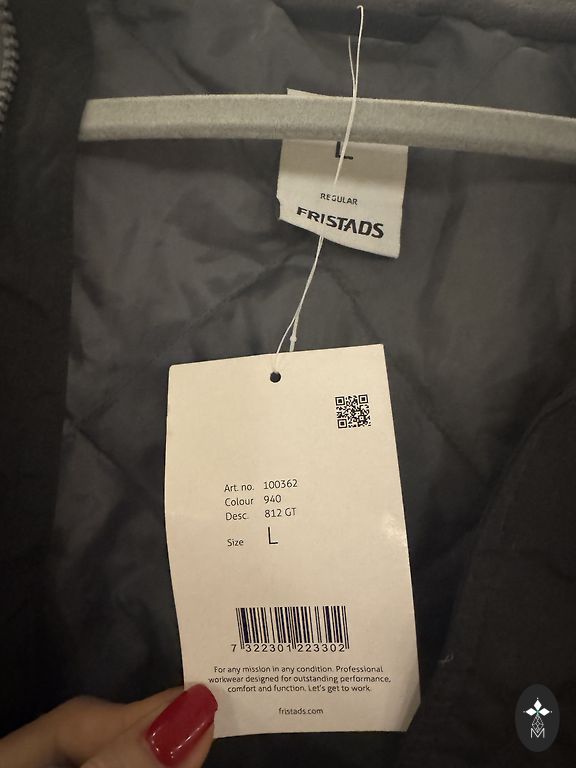 L
REGULAR
FRISTADS
Art. no. 100362
Colour 940
Desc. 812 GT
Size L
7 322301 223302
For any mission in any condition. Professional
workwear designed for outstanding performance,
comfort and function. Let's get to work.
fristads.com
M